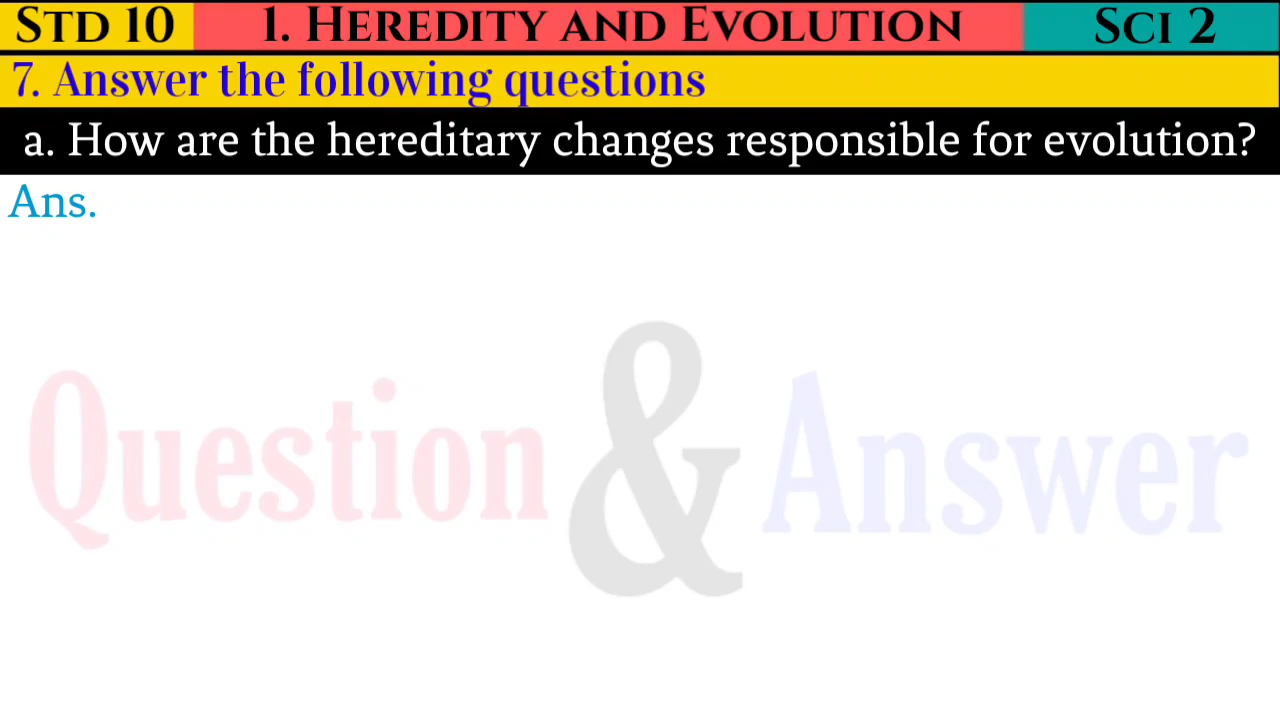 STD 10 1. HEREDITY AND EVOLUTION SCI 2
7. Answer the following questions
a. How are the hereditary changes responsible for evolution?
Ans.
Question & Answer